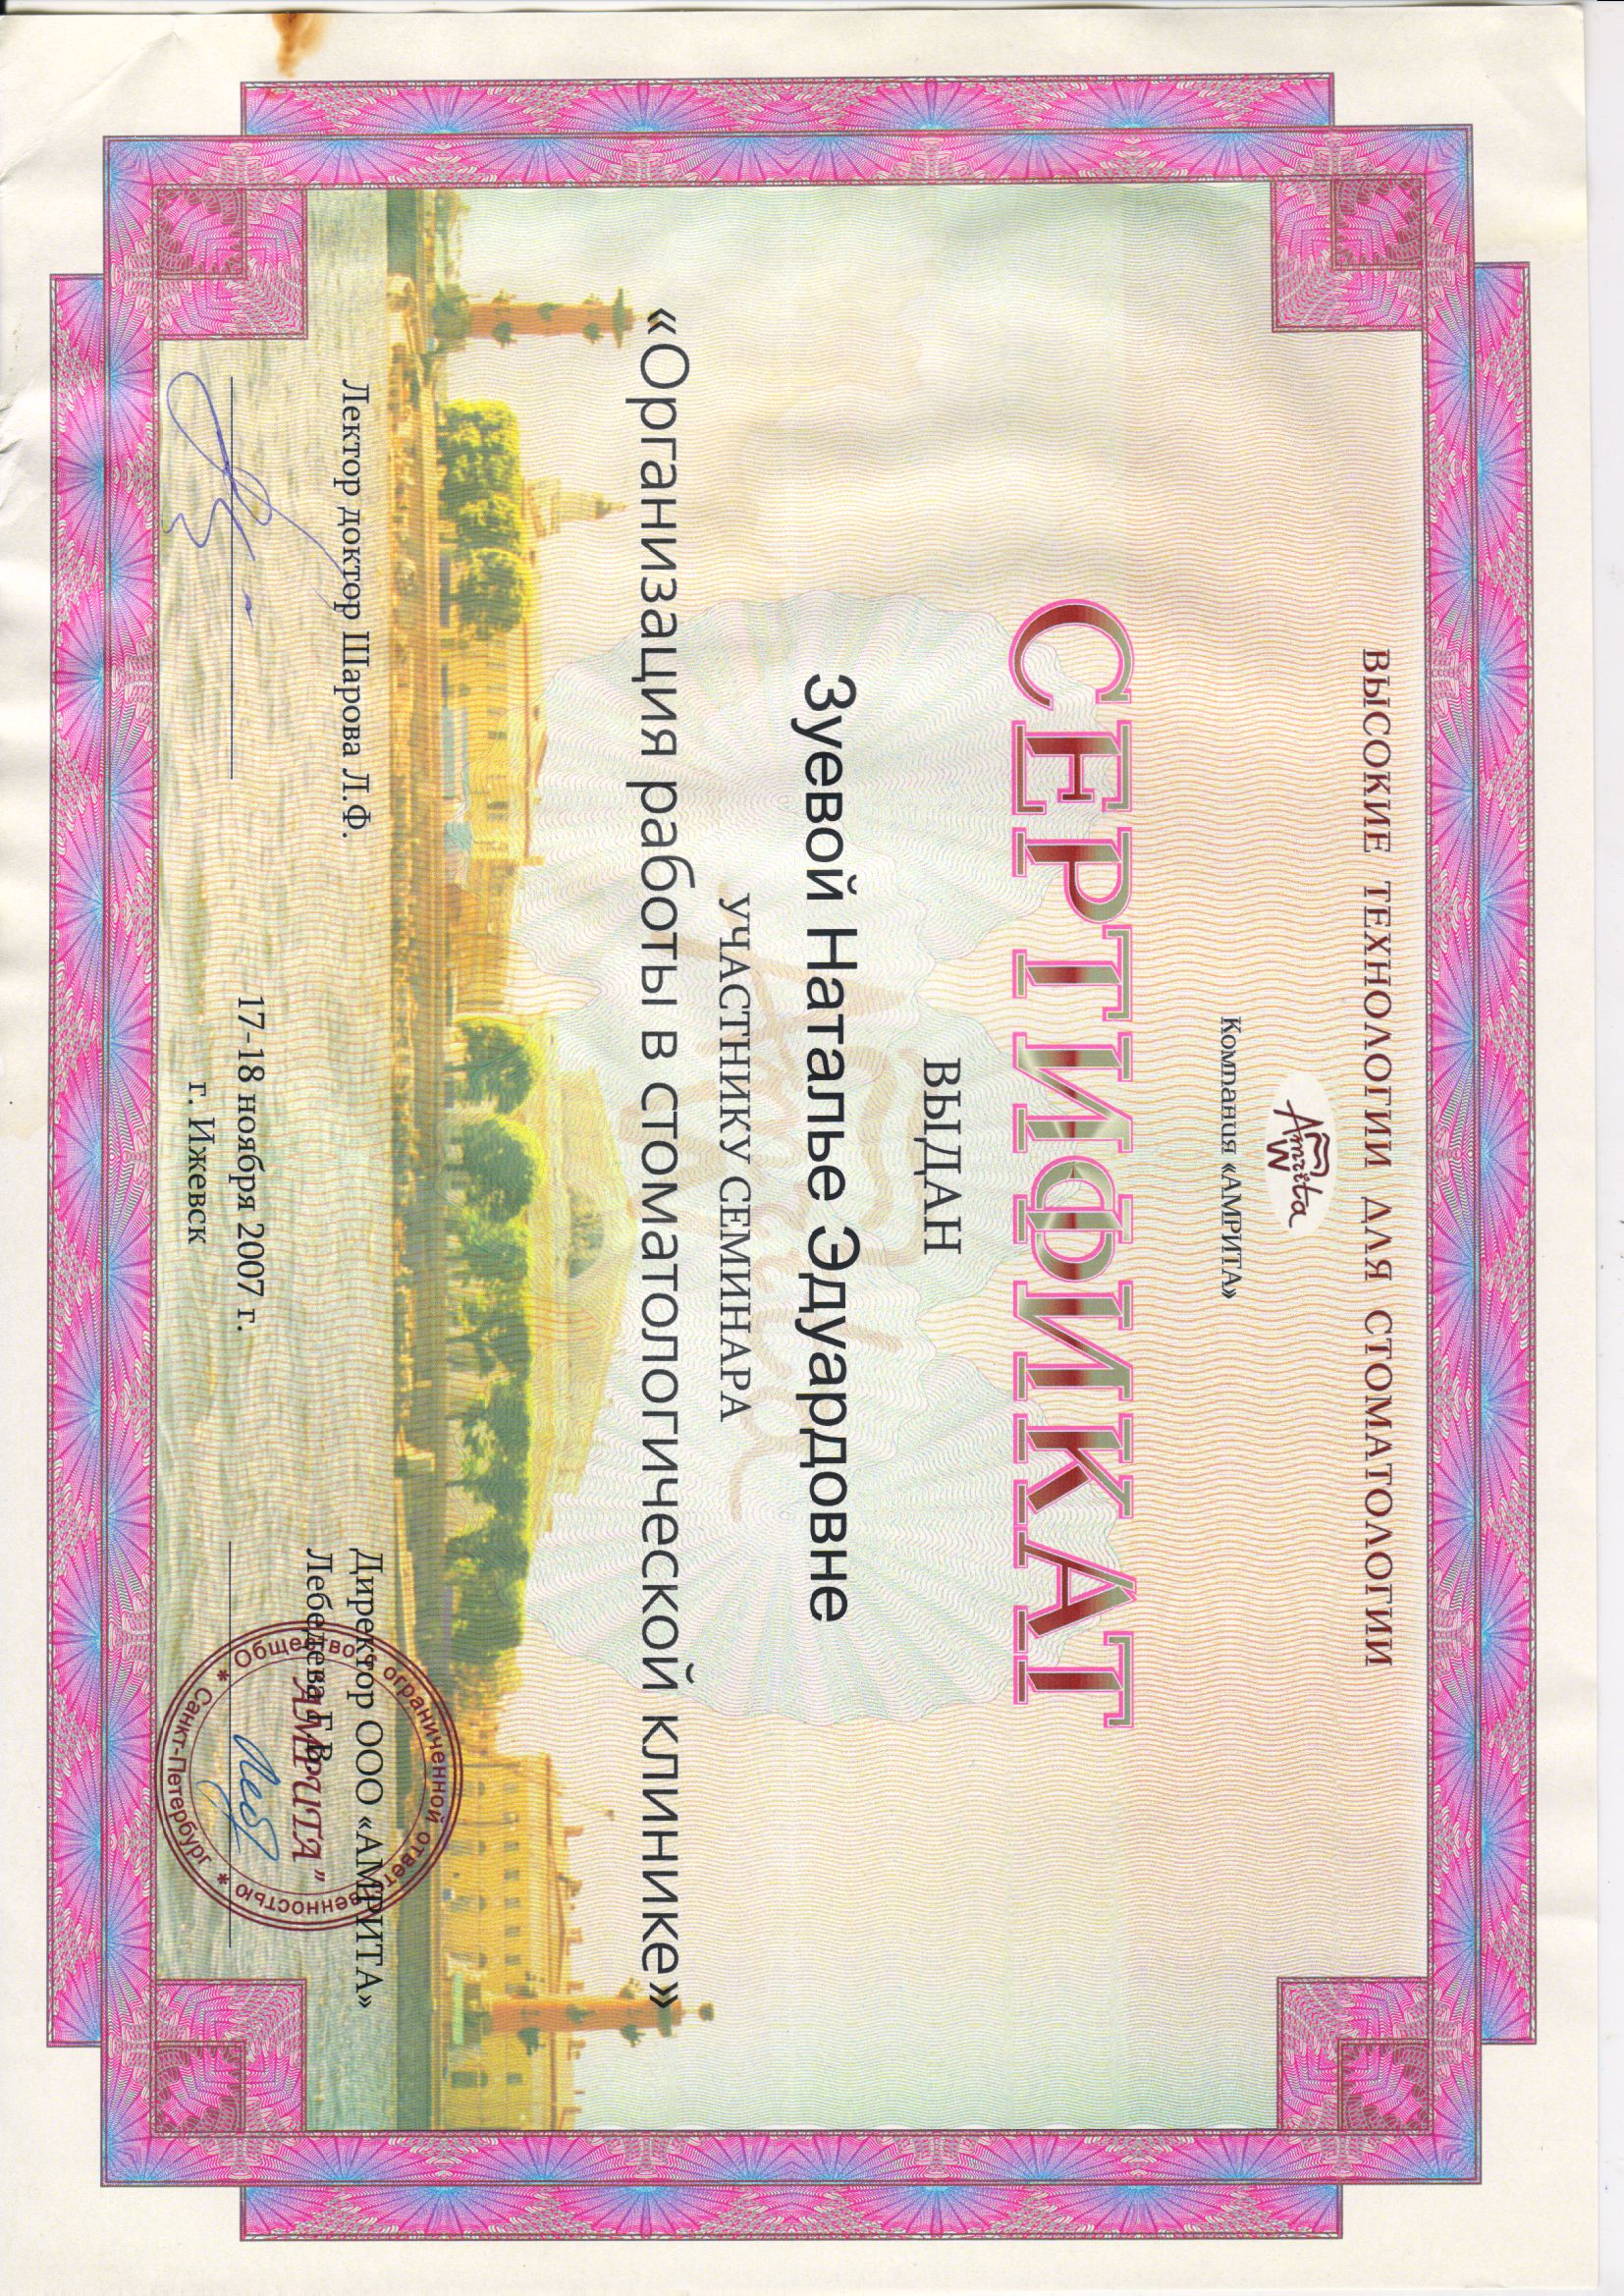 ВЫСОКИЕ ТЕХНОЛОГИИ ДЛЯ СТОМАТОЛОГИИ
Amrita
Компания «АМРИТА»
СЕРТИФИКАТ
ВЫДАН
Зуевой Наталье Эдуардовне
УЧАСТНИКУ СЕМИНАРА
«Организация работы в стоматологической клинике»
Лектор доктор Шарова Л.Ф.
17-18 ноября 2007 г.
г. Ижевск
Директор ООО «АМРИТА»
Лебедева Г.В.
Общество с ограниченной ответственностью
"АМРИТА"
* Санкт-Петербург *